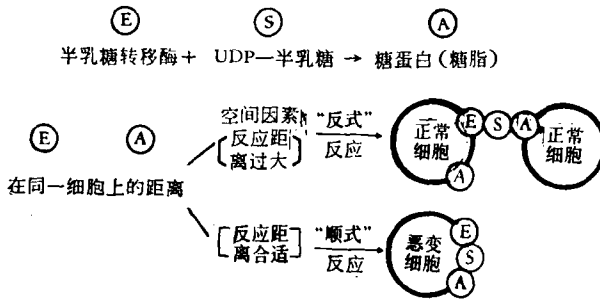 E S A
半乳糖转移酶+ UDP—半乳糖 → 糖蛋白(糖脂)
空间因素 “反式”
E A [反应距 反应 正常 E S A 正常
离过大] 细胞 细胞
A
在同一细胞上的距离
[反应距 “顺式” E
离合适] 反应 恶变 S
细胞 A